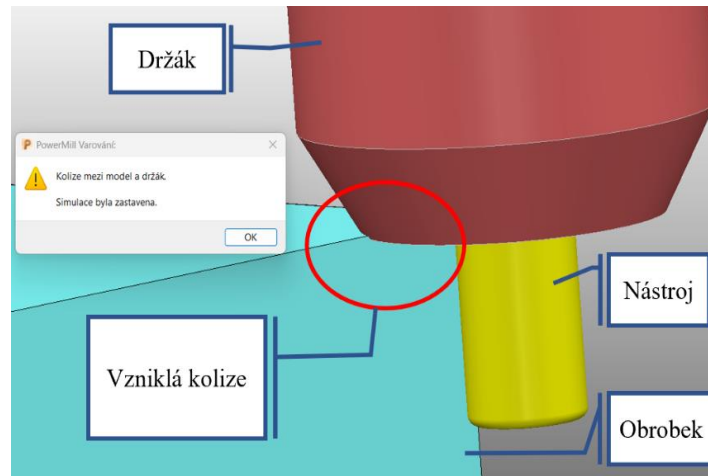 Držák
PowerMill Varování:
Kolize mezi model a držák.
Simulace byla zastavena.
OK
Nástroj
Vzniklá kolize
Obrobek